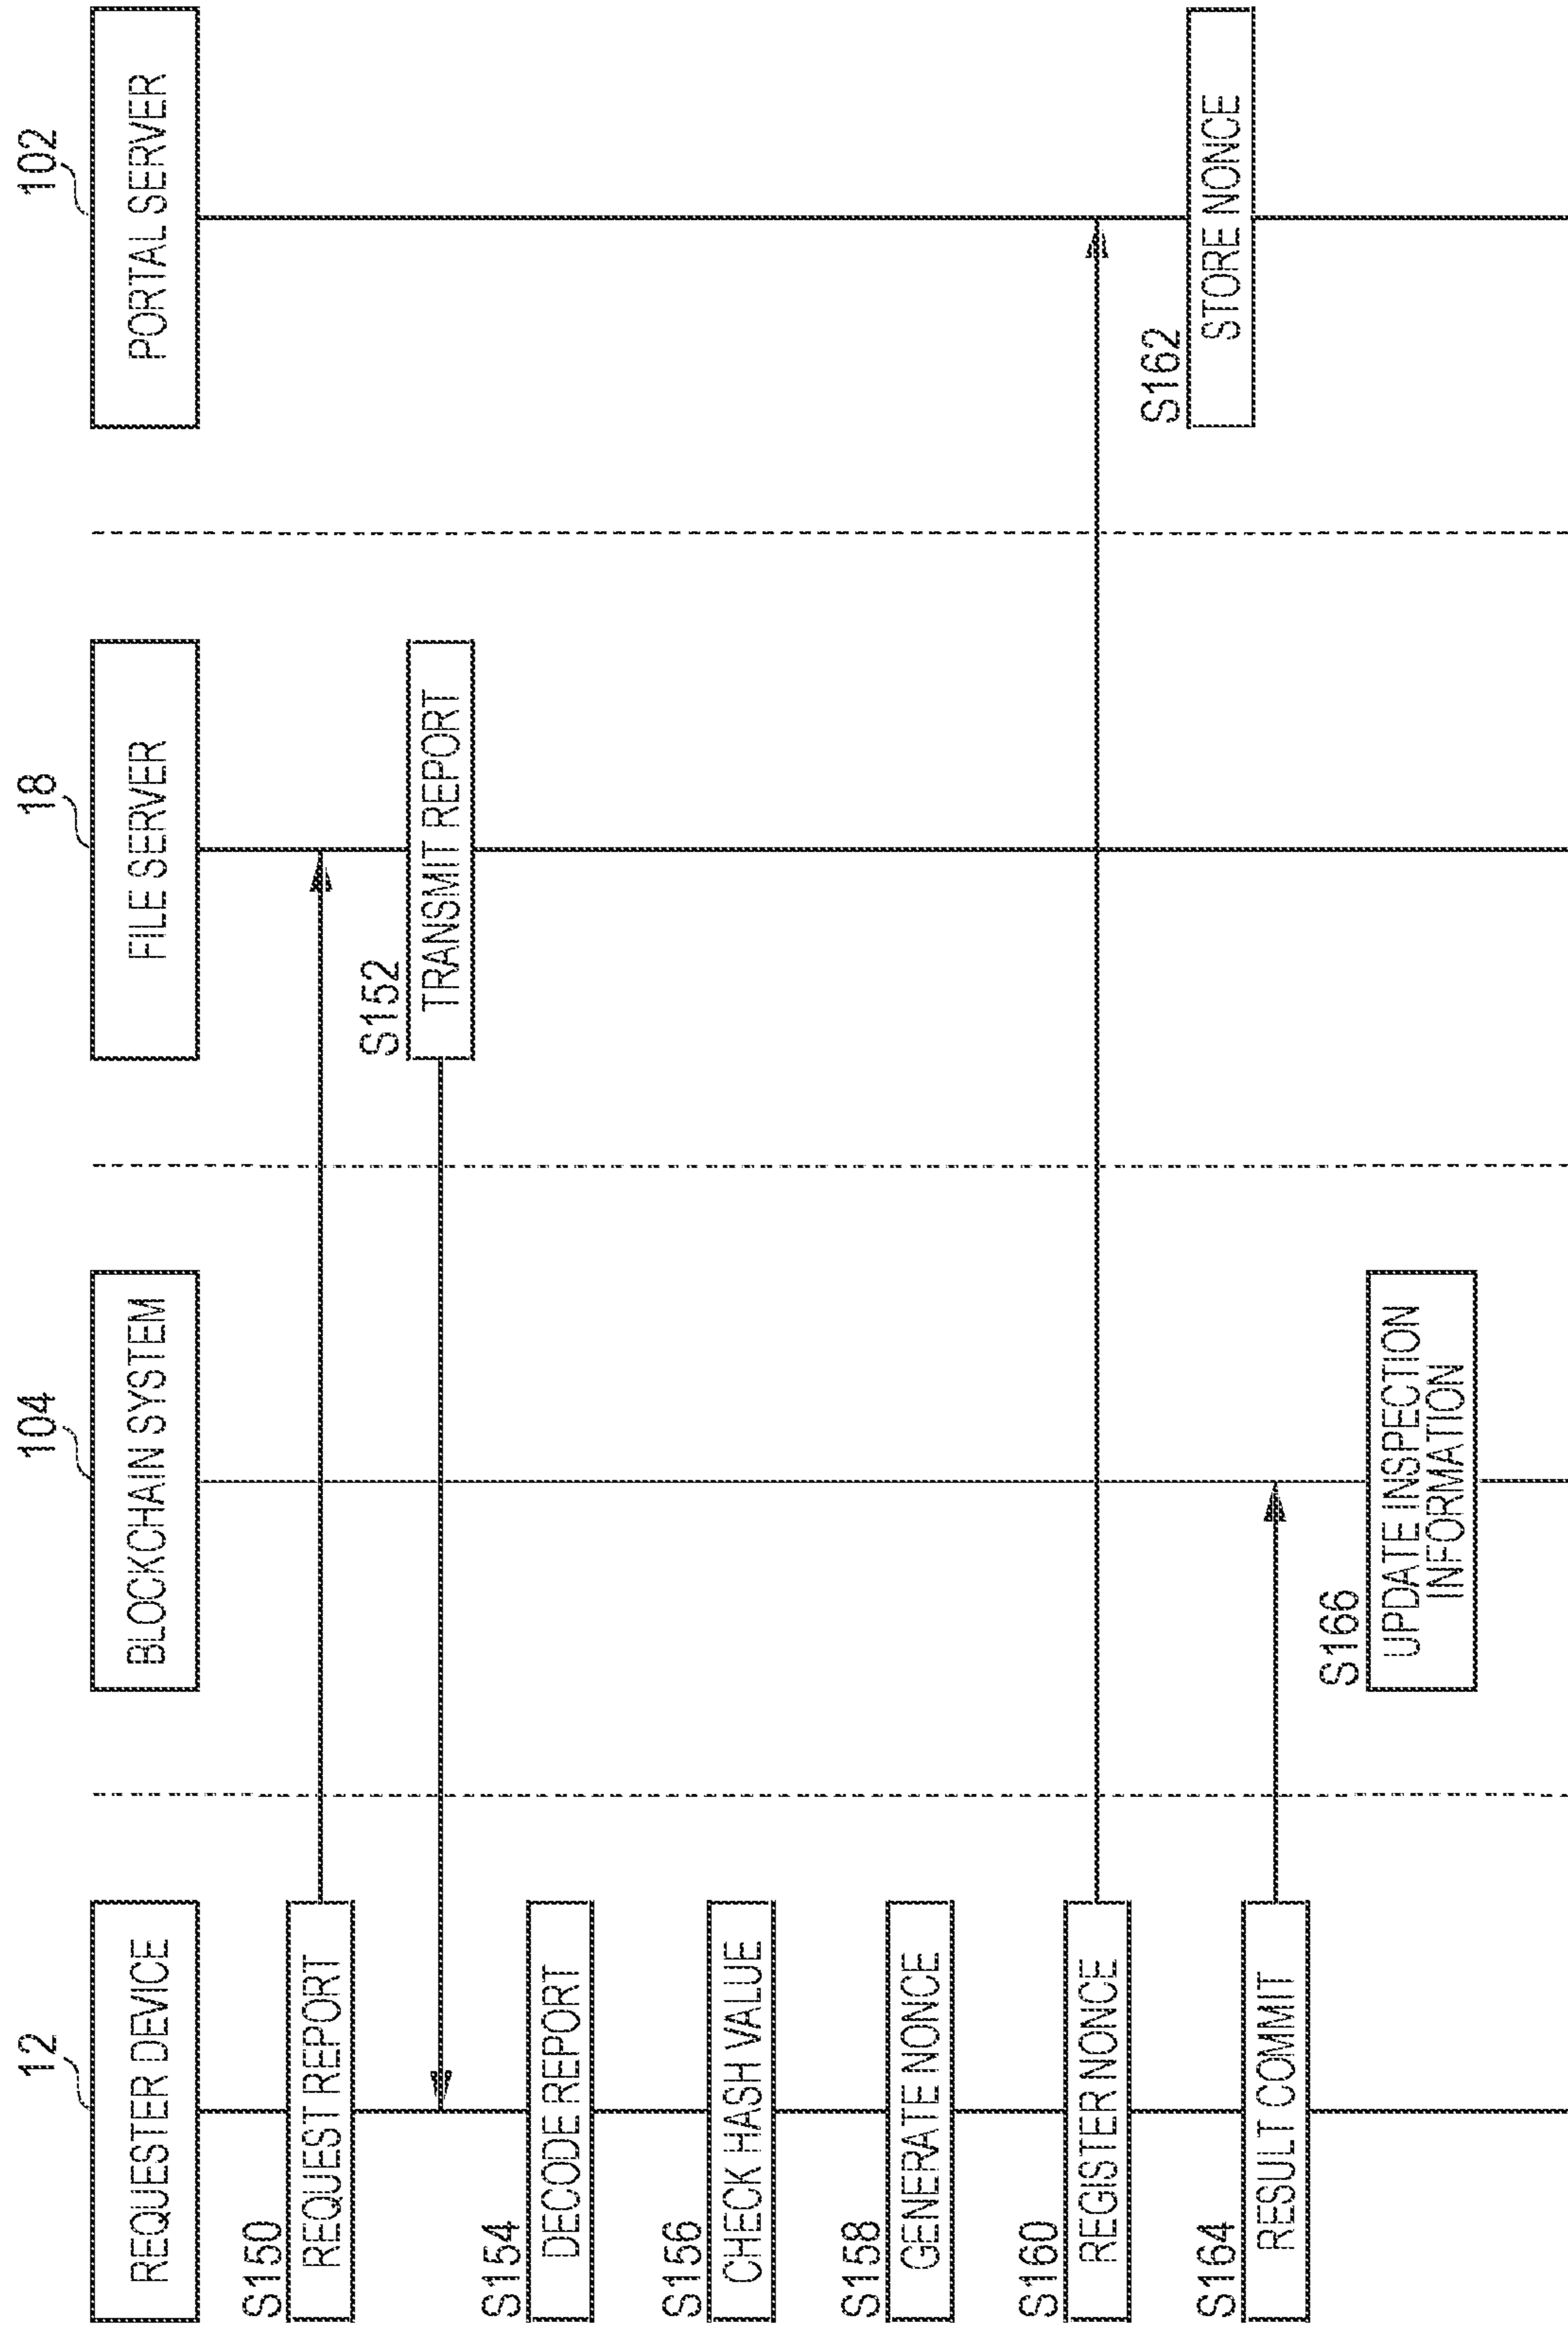 12
REQUESTER DEVICE
104
BLOCKCHAIN SYSTEM
18
FILE SERVER
102
PORTAL SERVER
S150
REQUEST REPORT
S152
TRANSMIT REPORT
S154
DECODE REPORT
S156
CHECK HASH VALUE
S158
GENERATE NONCE
S160
REGISTER NONCE
S162
STORE NONCE
S164
RESULT COMMIT
S166
UPDATE INSPECTION
INFORMATION